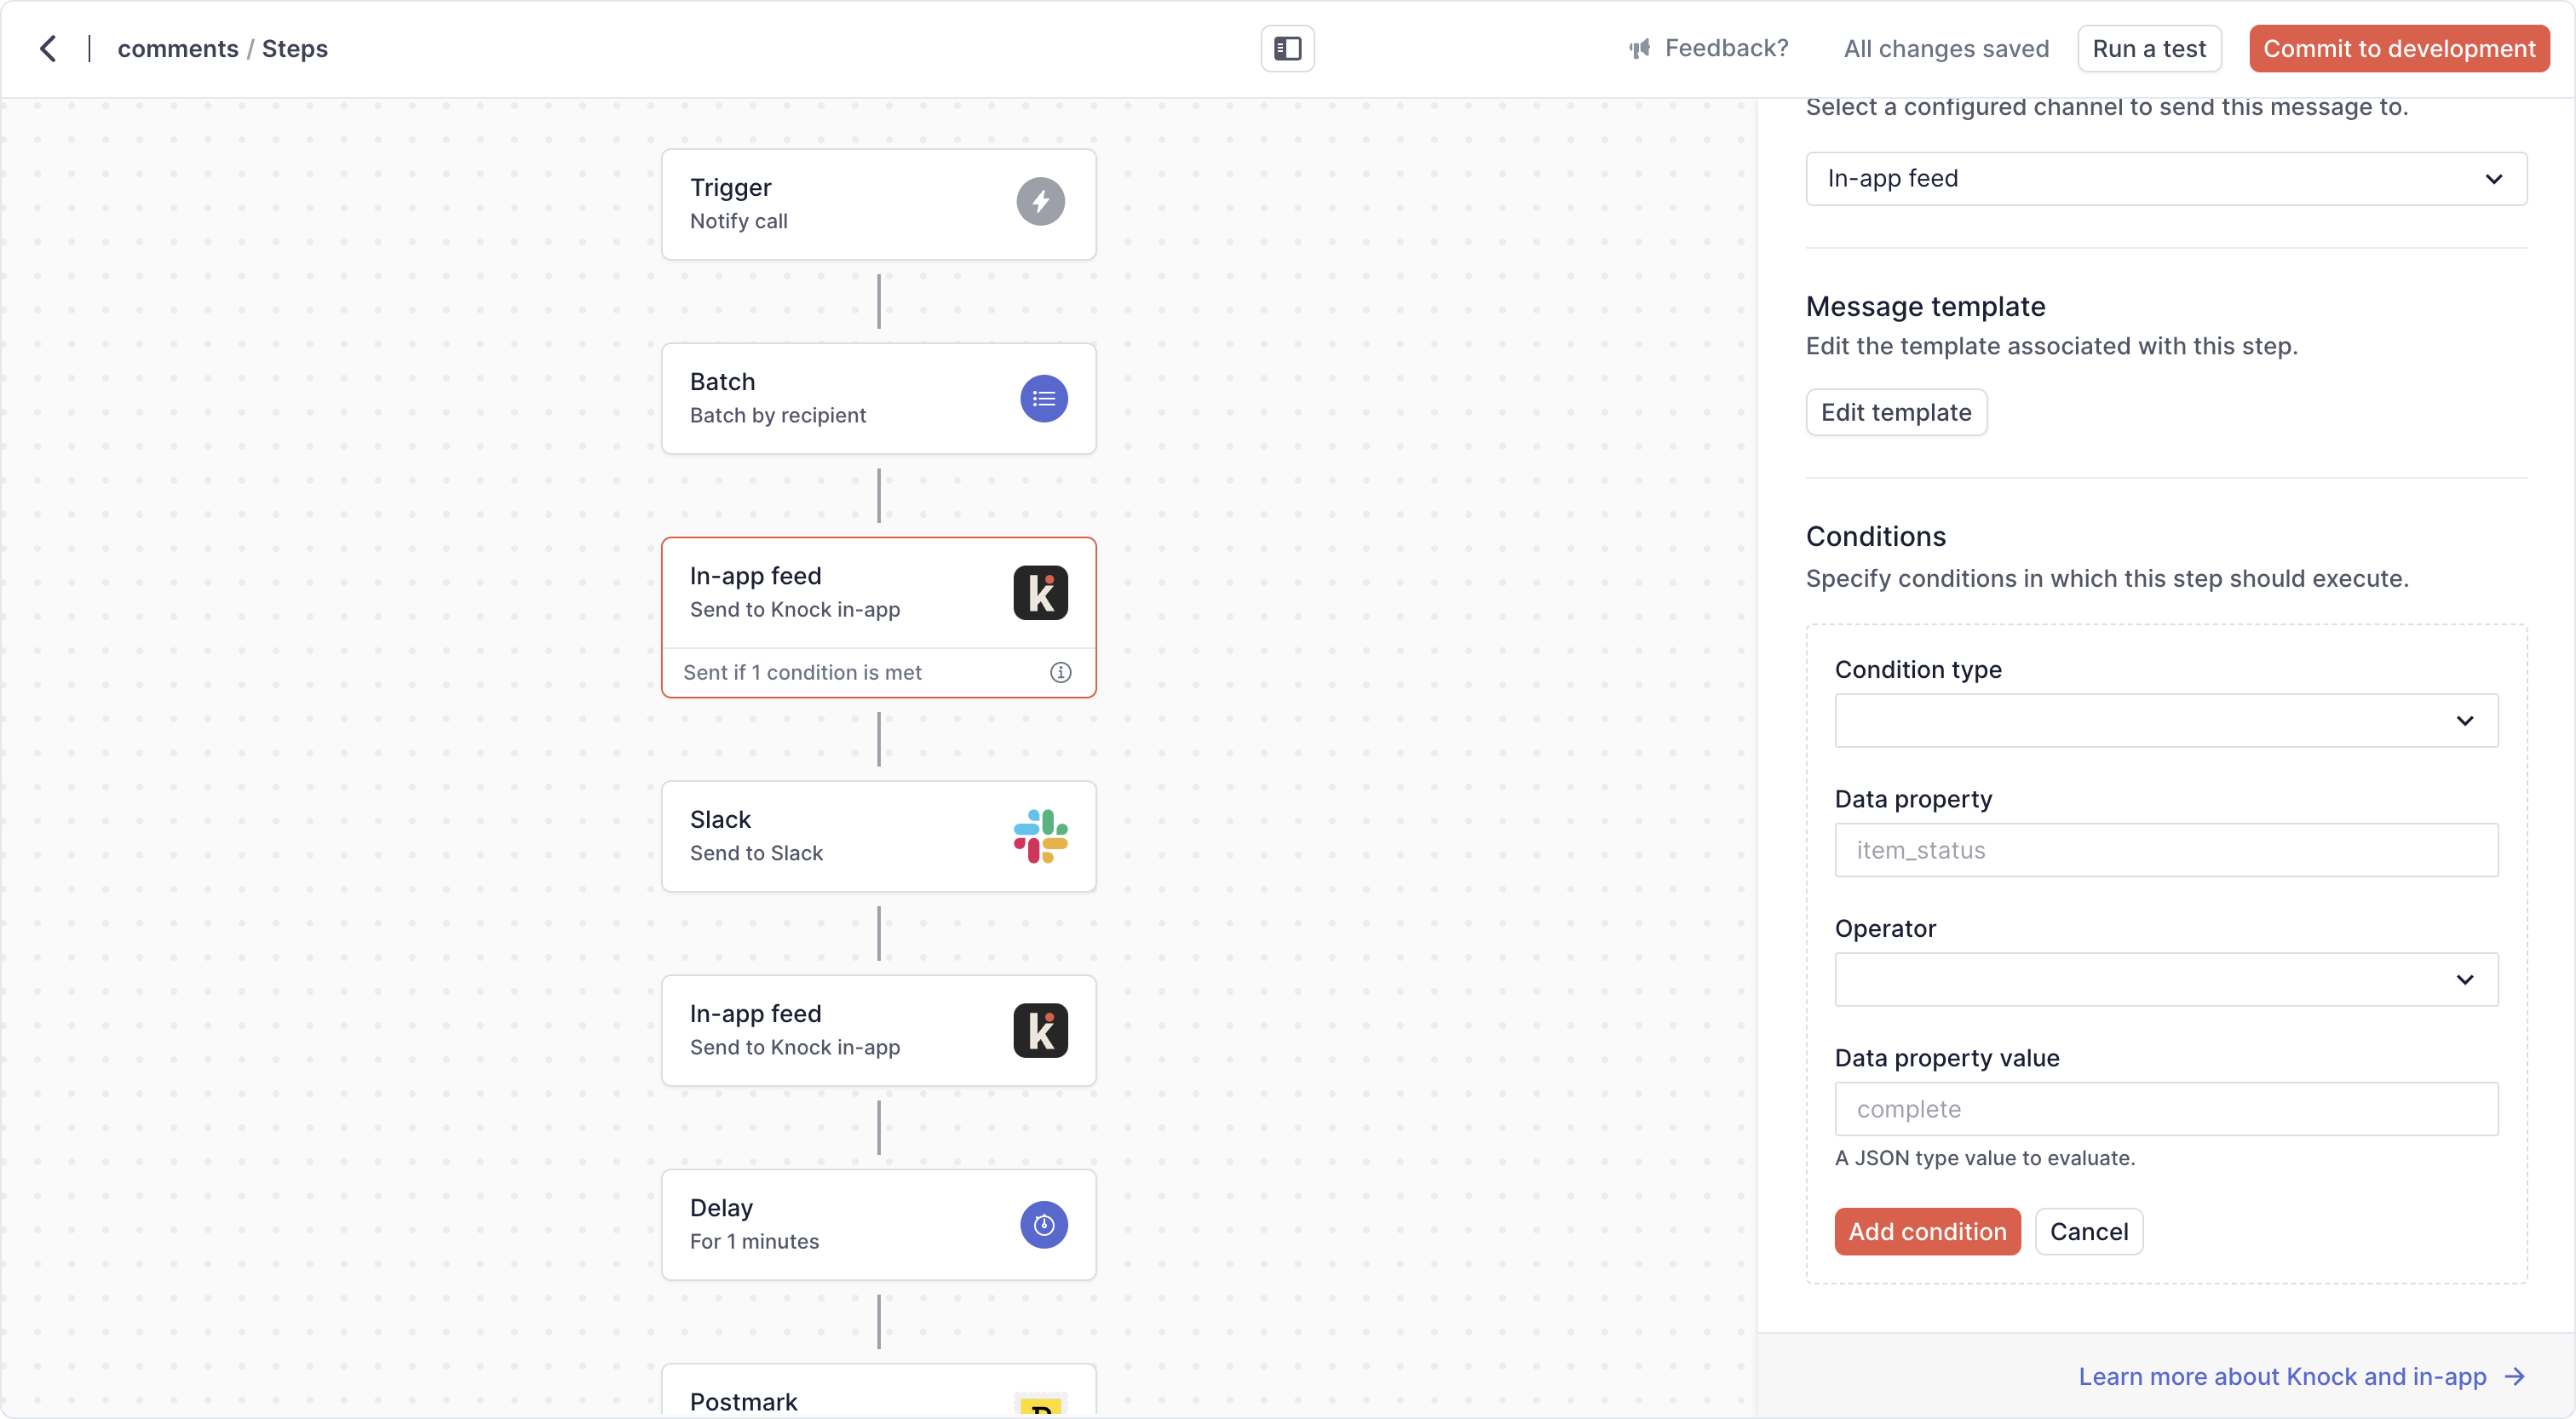 comments / Steps
Feedback?
All changes saved
Run a test
Commit to development
Trigger
Notify call
Batch
Batch by recipient
In-app feed
Send to Knock in-app
Sent if 1 condition is met
Slack
Send to Slack
In-app feed
Send to Knock in-app
Delay
For 1 minutes
Postmark
Select a configured channel to send this message to.
In-app feed
Message template
Edit the template associated with this step.
Edit template
Conditions
Specify conditions in which this step should execute.
Condition type
Data property
item_status
Operator
Data property value
complete
A JSON type value to evaluate.
Add condition
Cancel
Learn more about Knock and in-app